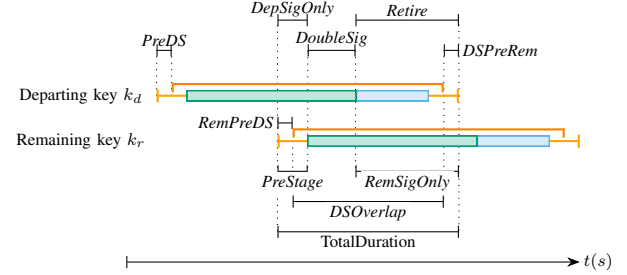 DepSigOnly
Retire
PreDS
DoubleSig
DSPreRem
Departing key k_d
RemPreDS
Remaining key k_r
PreStage
RemSigOnly
DSOverlap
TotalDuration
t(s)